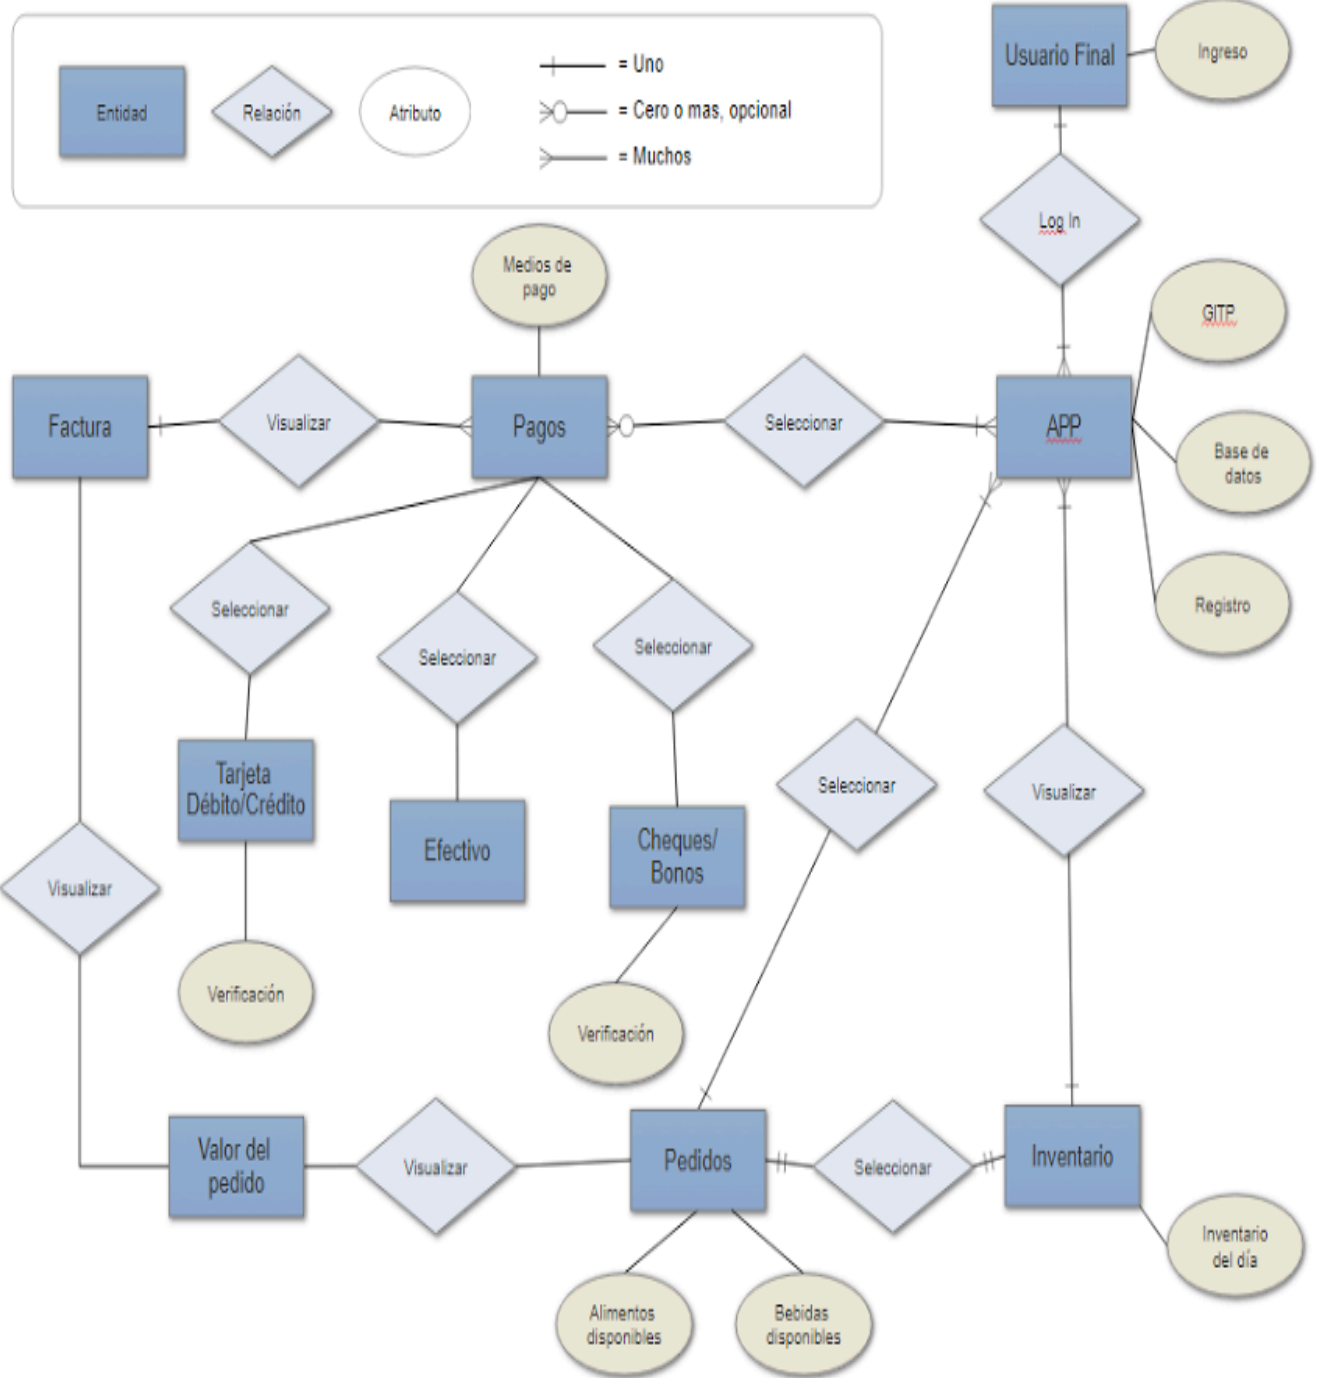 Entidad
Relación
Atributo
= Uno
= Cero o mas, opcional
= Muchos
Usuario Final
Ingreso
Log In
Medios de
pago
GITP
Factura
Visualizar
Pagos
Seleccionar
APP
Base de
datos
Seleccionar
Seleccionar
Seleccionar
Registro
Tarjeta
Débito/Crédito
Efectivo
Cheques/
Bonos
Seleccionar
Visualizar
Visualizar
Verificación
Verificación
Valor del
pedido
Visualizar
Pedidos
Seleccionar
Inventario
Inventario
del día
Alimentos
disponibles
Bebidas
disponibles